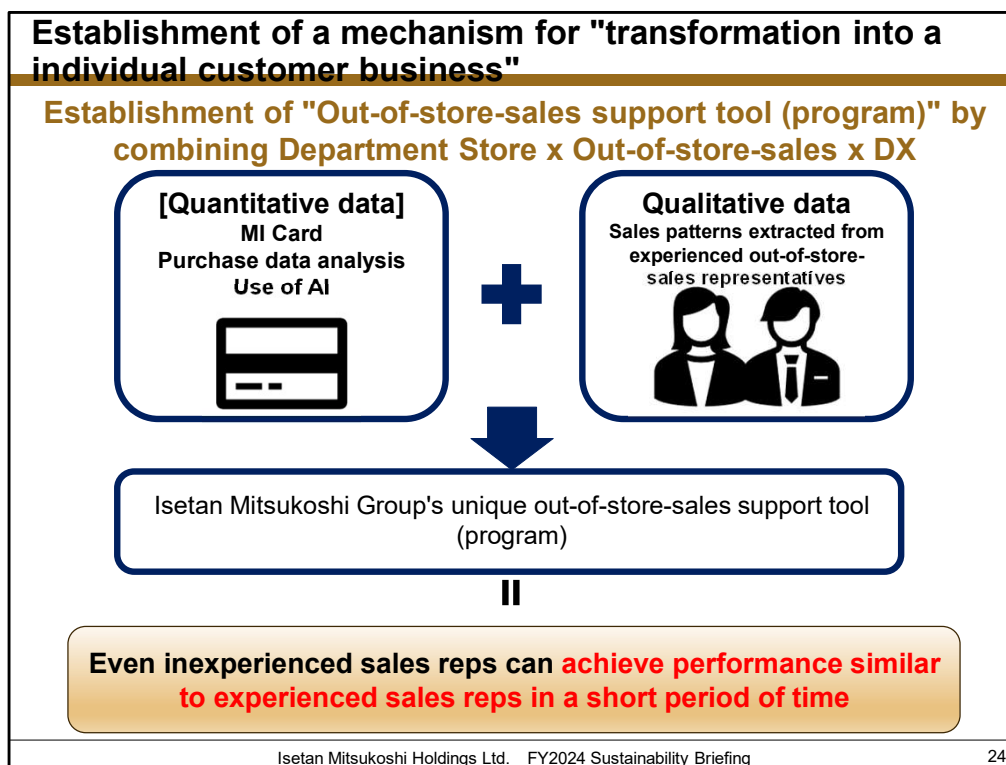 Establishment of a mechanism for "transformation into a
individual customer business"
Establishment of "Out-of-store-sales support tool (program)" by
combining Department Store x Out-of-store-sales x DX
[Quantitative data]
MI Card
Purchase data analysis
Use of AI
Qualitative data
Sales patterns extracted from
experienced out-of-store-
sales representatives
Isetan Mitsukoshi Group's unique out-of-store-sales support tool
(program)
Even inexperienced sales reps can achieve performance similar
to experienced sales reps in a short period of time
Isetan Mitsukoshi Holdings Ltd. FY2024 Sustainability Briefing
24